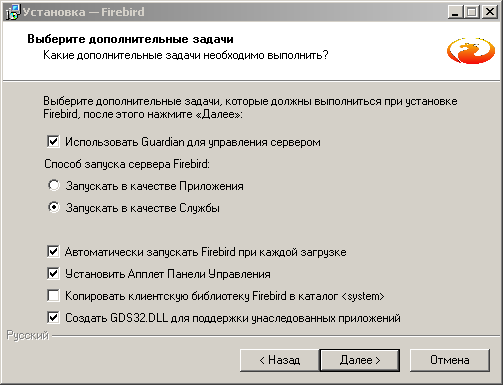 Установка — Firebird
Выберите дополнительные задачи
Какие дополнительные задачи необходимо выполнить?
Выберите дополнительные задачи, которые должны выполниться при установке
Firebird, после этого нажмите «Далее»:
Использовать Guardian для управления сервером
Способ запуска сервера Firebird:
Запускать в качестве Приложения
Запускать в качестве Службы
Автоматически запускать Firebird при каждой загрузке
Установить Апплет Панели Управления
Копировать клиентскую библиотеку Firebird в каталог <system>
Создать GDS32.DLL для поддержки унаследованных приложений
Русский
< Назад
Далее >
Отмена